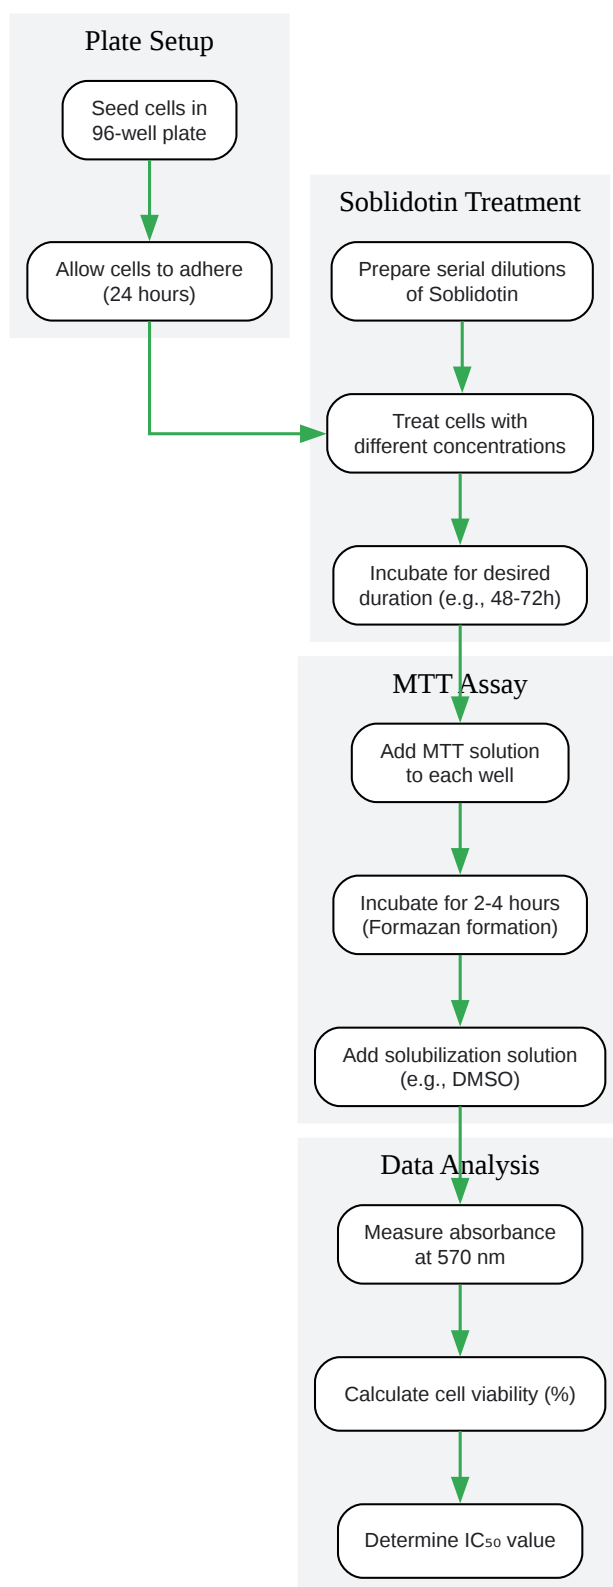 Plate Setup
Seed cells in
96-well plate
Allow cells to adhere
(24 hours)
Soblidotin Treatment
Prepare serial dilutions
of Soblidotin
Treat cells with
different concentrations
Incubate for desired
duration (e.g., 48-72h)
MTT Assay
Add MTT solution
to each well
Incubate for 2-4 hours
(Formazan formation)
Add solubilization solution
(e.g., DMSO)
Data Analysis
Measure absorbance
at 570 nm
Calculate cell viability (%)
Determine IC₅₀ value